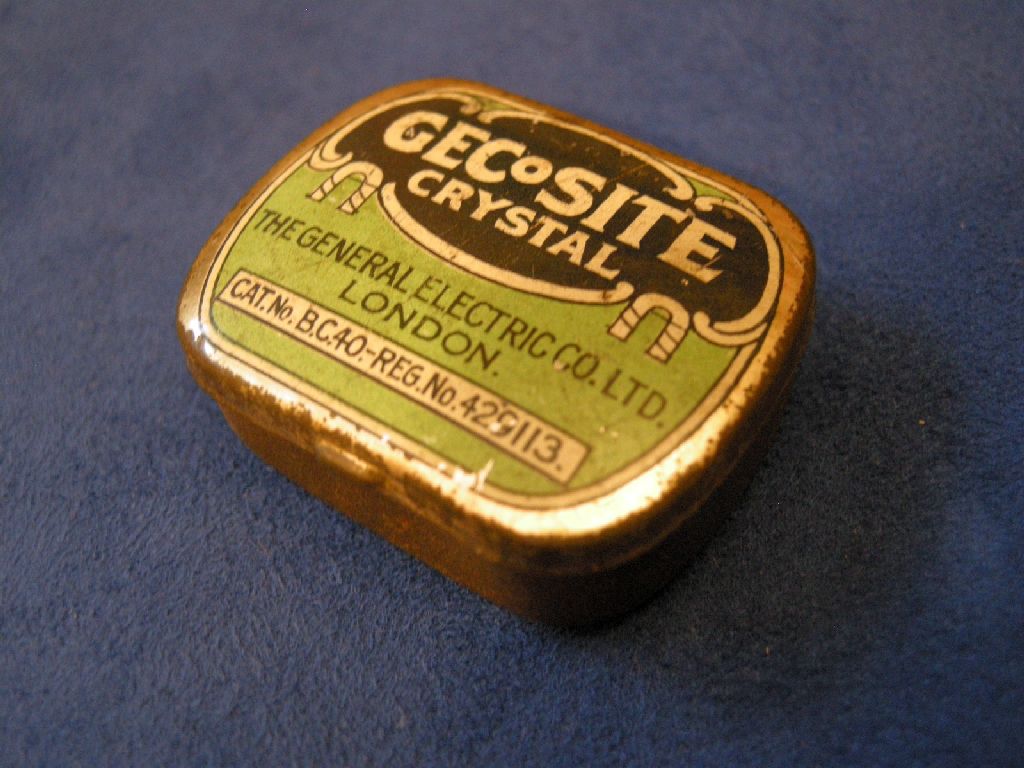 GECoSITE
CRYSTAL
THE GENERAL ELECTRIC CO. LTD.
LONDON.
CAT. No. B.C.40.-REG. No. 429113.